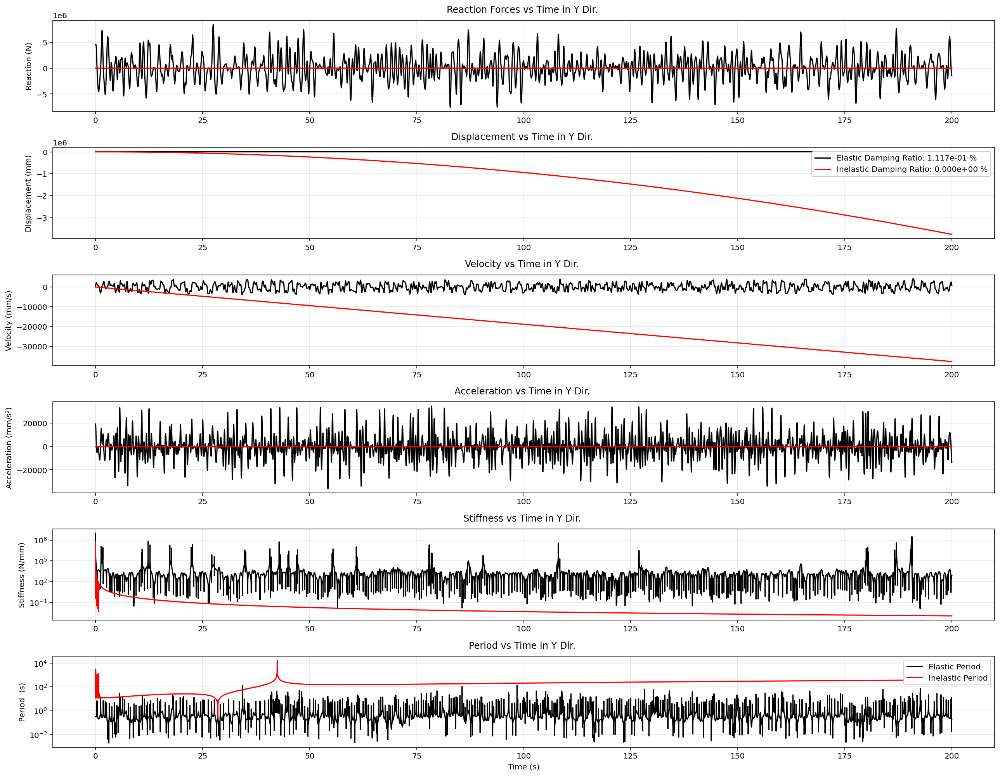 Reaction Forces vs Time in Y Dir.
1e6
Reaction (N)
5
0
−5
0 25 50 75 100 125 150 175 200
Displacement vs Time in Y Dir.
1e6
Displacement (mm)
0
−1
−2
−3
Elastic Damping Ratio: 1.117e-01 %
Inelastic Damping Ratio: 0.000e+00 %
0 25 50 75 100 125 150 175 200
Velocity vs Time in Y Dir.
Velocity (mm/s)
0
−10000
−20000
−30000
0 25 50 75 100 125 150 175 200
Acceleration vs Time in Y Dir.
Acceleration (mm/s²)
20000
0
−20000
0 25 50 75 100 125 150 175 200
Stiffness vs Time in Y Dir.
Stiffness (N/mm)
10⁸
10⁵
10²
10⁻¹
0 25 50 75 100 125 150 175 200
Period vs Time in Y Dir.
Period (s)
10⁴
10²
10⁰
10⁻²
Elastic Period
Inelastic Period
0 25 50 75 100 125 150 175 200
Time (s)